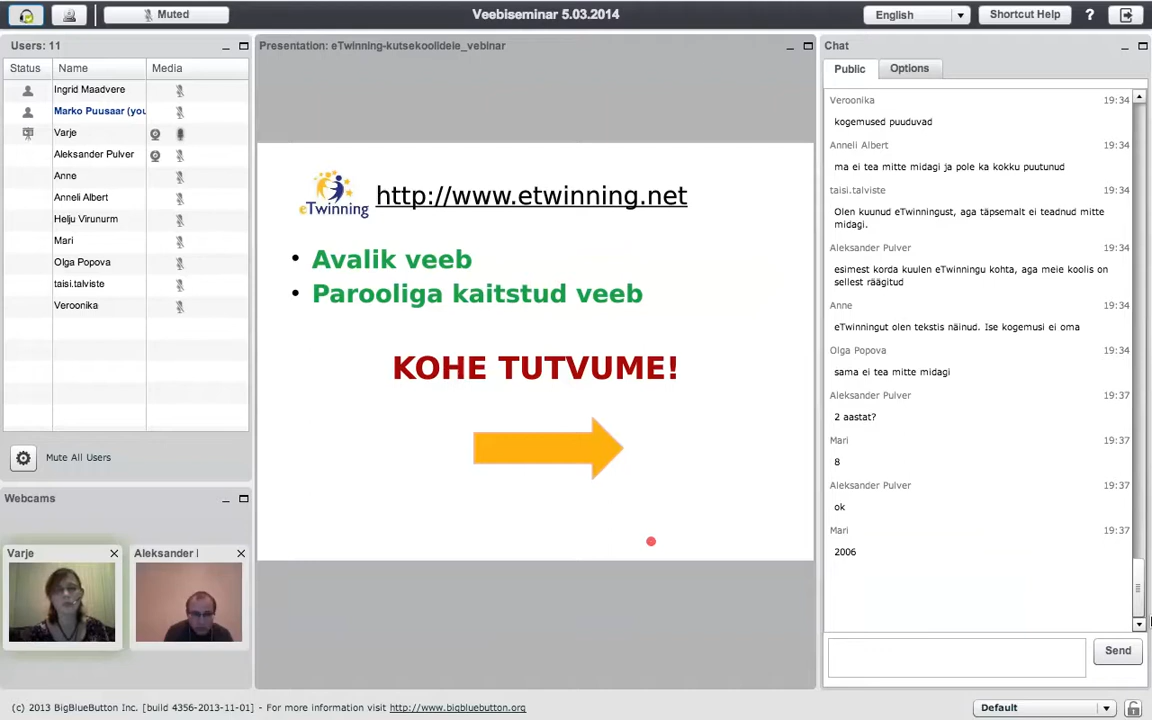 Muted
Veebiseminar 5.03.2014
English
Shortcut Help
?
Users: 11
Status Name Media
Ingrid Maadvere
Marko Puusaar (you
Varje
Aleksander Pulver
Anne
Anneli Albert
Helju Virunurm
Mari
Olga Popova
taisi.talviste
Veroonika
Mute All Users
Webcams
Varje
Aleksander
Presentation: eTwinning-kutsekoolidele_vebinar
eTwinning
http://www.etwinning.net
• Avalik veeb
• Parooliga kaitstud veeb
KOHE TUTVUME!
Chat
Public Options
Veroonika 19:34
kogemused puuduvad
Anneli Albert 19:34
ma ei tea mitte midagi ja pole ka kokku puutunud
taisi.talviste 19:34
Olen kuunud eTwinningust, aga täpsemalt ei teadnud mitte
midagi.
Aleksander Pulver 19:34
esimest korda kuulen eTwinningu kohta, aga meie koolis on
sellest räägitud
Anne 19:34
eTwinningut olen tekstis näinud. Ise kogemusi ei oma
Olga Popova 19:34
sama ei tea mitte midagi
Aleksander Pulver 19:37
2 aastat?
Mari 19:37
8
Aleksander Pulver 19:37
ok
Mari 19:37
2006
Send
(c) 2013 BigBlueButton Inc. [build 4356-2013-11-01] - For more information visit http://www.bigbluebutton.org
Default